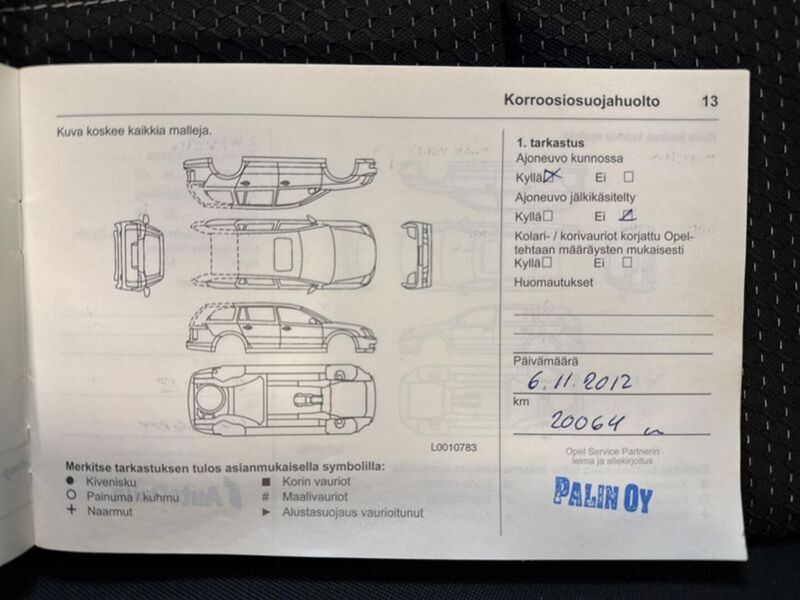 Korroosiosuojahuolto 13
Kuva koskee kaikkia malleja.
L0010783
Merkitse tarkastuksen tulos asianmukaisella symbolilla:
● Kivenisku
○ Painuma / kuhmu
+ Naarmut
■ Korin vauriot
# Maalivauriot
► Alustasuojaus vaurioitunut
1. tarkastus
Ajoneuvo kunnossa
Kyllä ☒ Ei ☐
Ajoneuvo jälkikäsitelty
Kyllä ☐ Ei ☑
Kolari- / korivauriot korjattu Opel-
tehtaan määräysten mukaisesti
Kyllä ☐ Ei ☐
Huomautukset
Päivämäärä
6.11.2012
km
20064
Opel Service Partnerin
leima ja allekirjoitus
PALIN OY